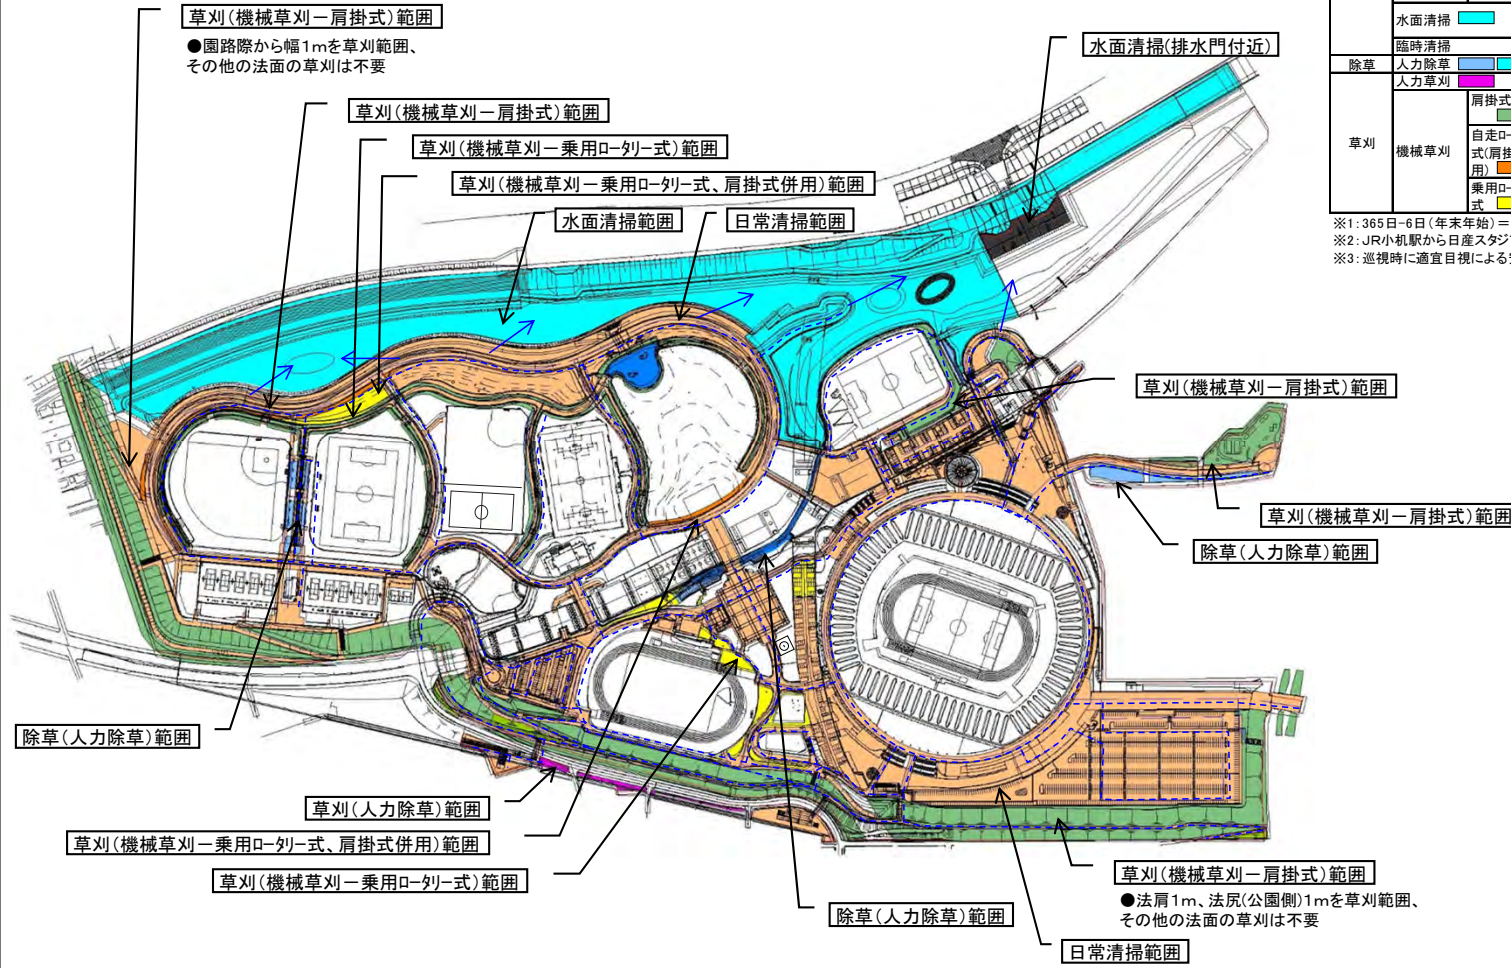 草刈(機械草刈－肩掛式)範囲
●園路際から幅1mを草刈範囲、
その他の法面の草刈は不要
草刈(機械草刈－肩掛式)範囲
草刈(機械草刈－乗用ﾛｰﾀﾘｰ式)範囲
草刈(機械草刈－乗用ﾛｰﾀﾘｰ式、肩掛式併用)範囲
水面清掃範囲
日常清掃範囲
水面清掃(排水門付近)
水面清掃
臨時清掃
除草
人力除草
草刈
人力草刈
機械草刈
肩掛式
自走ﾛｰ
式(肩掛
用)
乗用ﾛｰ
式
※1：365日-6日(年末年始)＝
※2：JR小机駅から日産スタジ
※3：巡視時に適宜目視による
草刈(機械草刈－肩掛式)範囲
草刈(機械草刈－肩掛式)範囲
除草(人力除草)範囲
除草(人力除草)範囲
草刈(人力除草)範囲
草刈(機械草刈－乗用ﾛｰﾀﾘｰ式、肩掛式併用)範囲
草刈(機械草刈－乗用ﾛｰﾀﾘｰ式)範囲
除草(人力除草)範囲
草刈(機械草刈－肩掛式)範囲
●法肩1m、法尻(公園側)1mを草刈範囲、
その他の法面の草刈は不要
日常清掃範囲